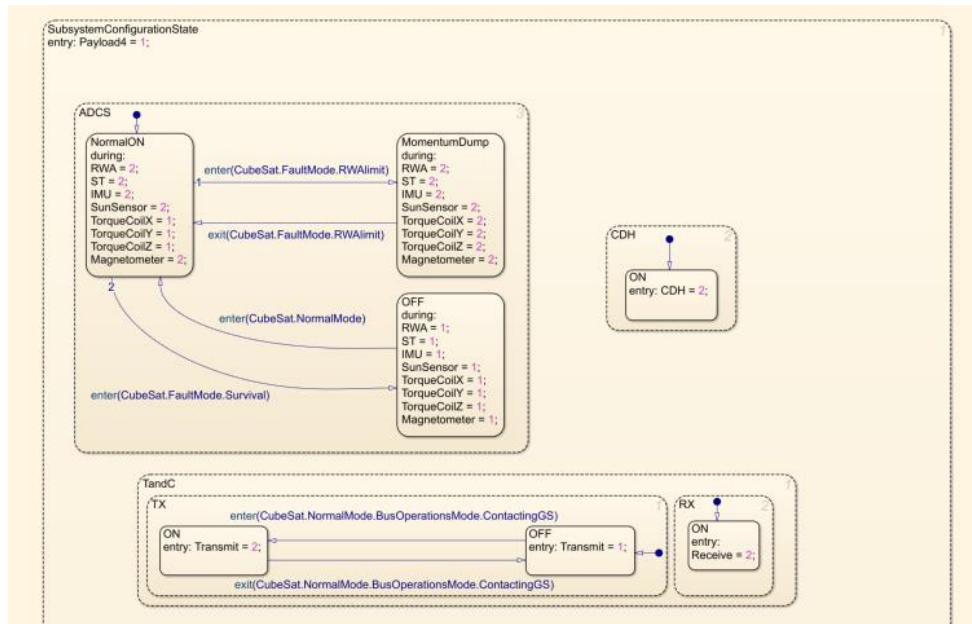 SubsystemConfigurationState
entry: Payload4 = 1;
1
ADCS
3
NormalON
during:
RWA = 2;
ST = 2;
IMU = 2;
SunSensor = 2;
TorqueCoilX = 1;
TorqueCoilY = 1;
TorqueCoilZ = 1;
Magnetometer = 2;
1
2
enter(CubeSat.FaultMode.RWAlimit)
exit(CubeSat.FaultMode.RWAlimit)
MomentumDump
during:
RWA = 2;
ST = 2;
IMU = 2;
SunSensor = 2;
TorqueCoilX = 2;
TorqueCoilY = 2;
TorqueCoilZ = 2;
Magnetometer = 2;
enter(CubeSat.NormalMode)
enter(CubeSat.FaultMode.Survival)
OFF
during:
RWA = 1;
ST = 1;
IMU = 1;
SunSensor = 1;
TorqueCoilX = 1;
TorqueCoilY = 1;
TorqueCoilZ = 1;
Magnetometer = 1;
CDH
2
ON
entry: CDH = 2;
TandC
1
TX
1
enter(CubeSat.NormalMode.BusOperationsMode.ContactingGS)
ON
entry: Transmit = 2;
OFF
entry: Transmit = 1;
exit(CubeSat.NormalMode.BusOperationsMode.ContactingGS)
RX
2
ON
entry:
Receive = 2;